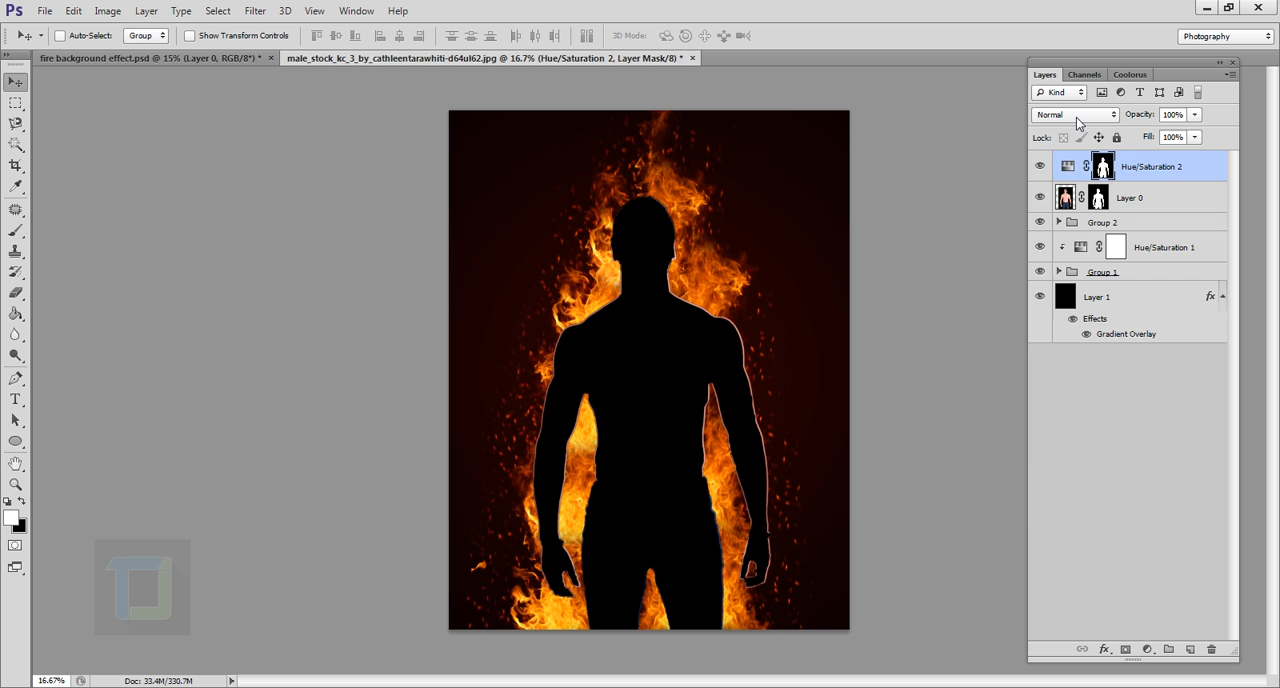 Ps File Edit Image Layer Type Select Filter 3D View Window Help
Auto-Select: Group Show Transform Controls 3D Mode: Photography
fire background effect.psd @ 15% (Layer 0, RGB/8*) * × male_stock_kc_3_by_cathleentarawhiti-d64ul62.jpg @ 16.7% (Hue/Saturation 2, Layer Mask/8) * ×
Layers Channels Coolorus
Kind
Normal Opacity: 100%
Lock: Fill: 100%
Hue/Saturation 2
Layer 0
Group 2
Hue/Saturation 1
Group 1
Layer 1 fx
Effects
Gradient Overlay
16.67% Doc: 33.4M/330.7M fx